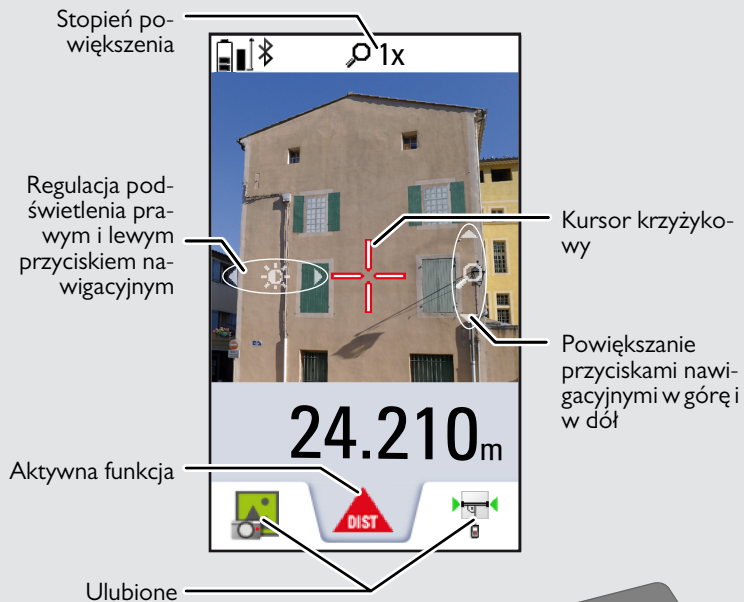 Stopień po-
większenia
1x
Regulacja pod-
świetlenia pra-
wym i lewym
przyciskiem na-
wigacyjnym
Kursor krzyżyko-
wy
Powiększanie
przyciskami nawi-
gacyjnymi w górę i
w dół
24.210m
Aktywna funkcja
DIST
Ulubione